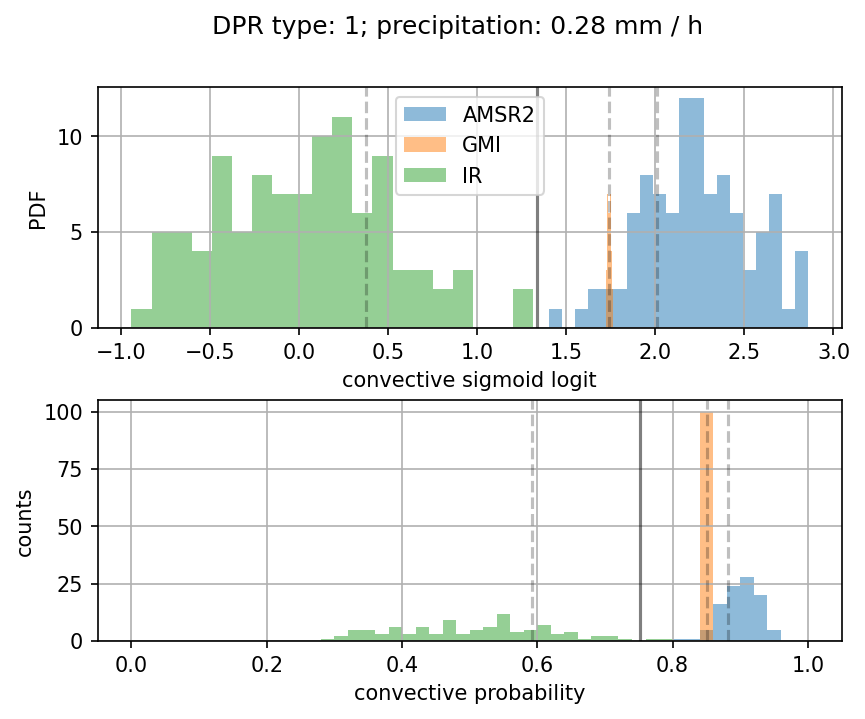 DPR type: 1; precipitation: 0.28 mm / h
10
5
0
PDF
AMSR2
GMI
IR
−1.0 −0.5 0.0 0.5 1.0 1.5 2.0 2.5 3.0
convective sigmoid logit
100
75
50
25
0
counts
0.0 0.2 0.4 0.6 0.8 1.0
convective probability